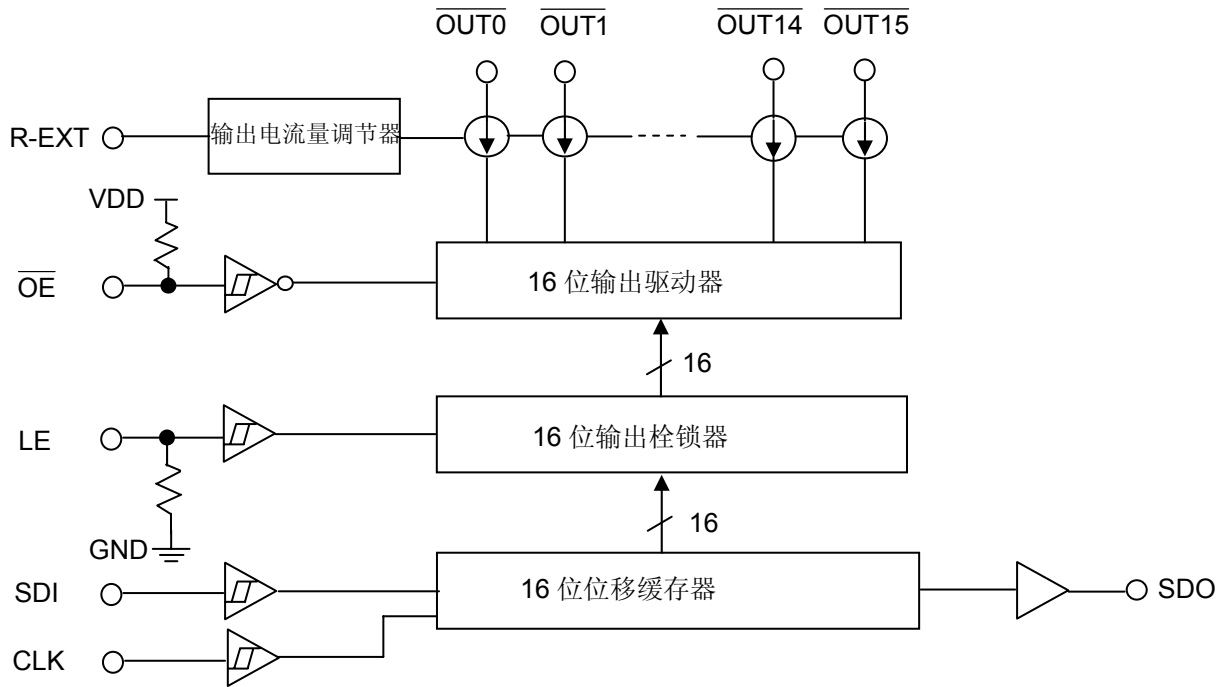 OUT0 OUT1 OUT14 OUT15
R-EXT 输出电流量调节器
VDD
OE 16 位输出驱动器
16
LE 16 位输出栓锁器
16
GND
SDI 16 位位移缓存器 SDO
CLK